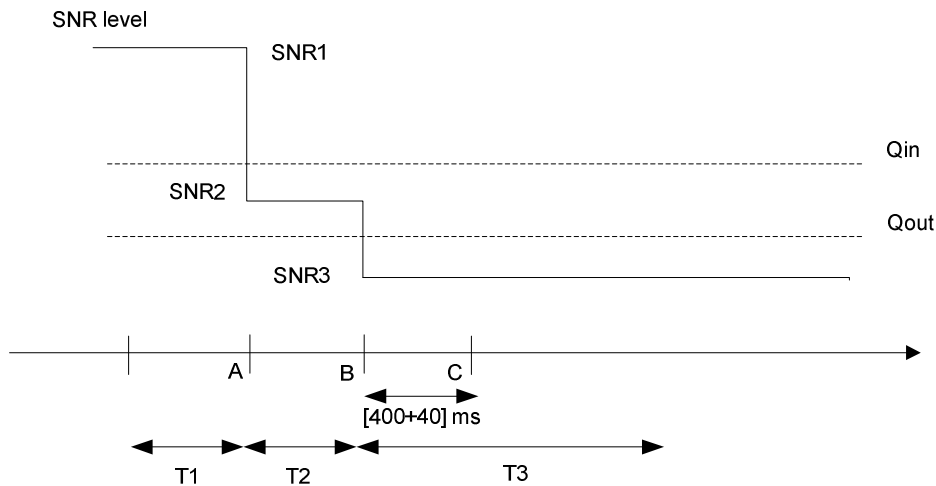 SNR level
SNR1
Qin
SNR2
Qout
SNR3
A
B
C
[400+40] ms
T1
T2
T3